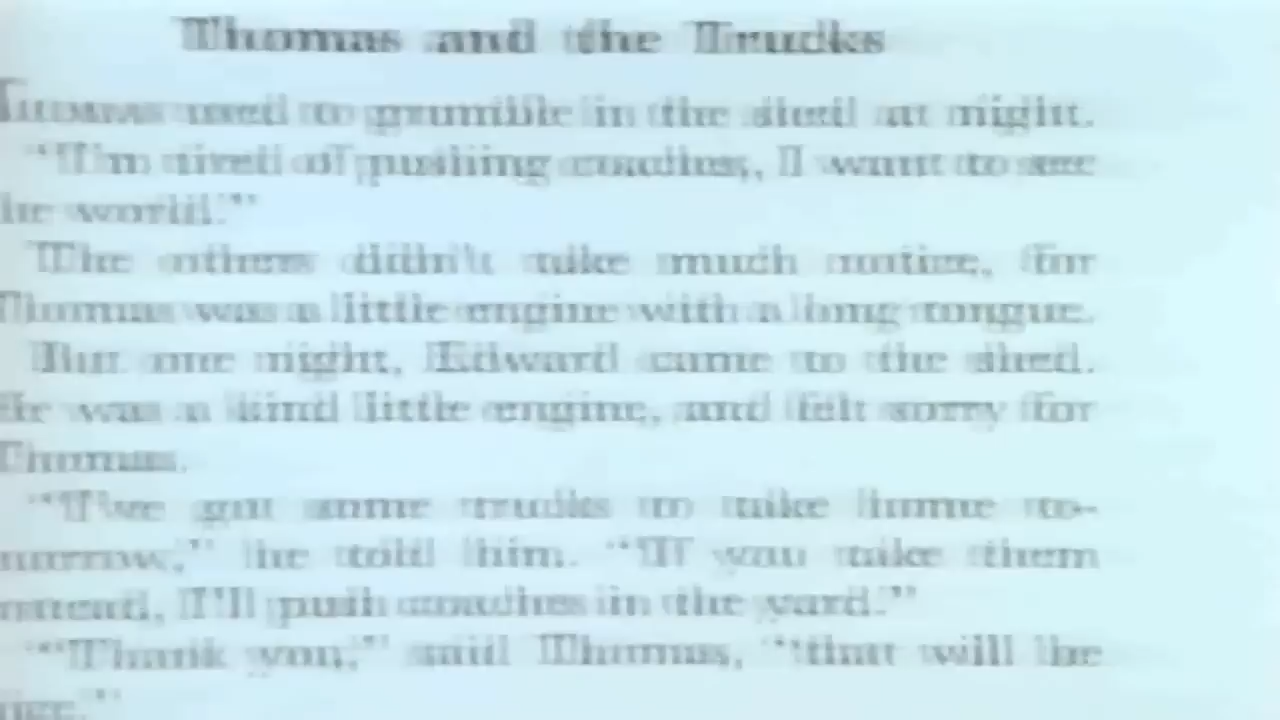 Thomas and the Trucks
Thomas used to grumble in the shed at night.
"I'm tired of pushing coaches, I want to see
he world."
The others didn't take much notice, for
Thomas was a little engine with a long tongue.
But one night, Edward came to the shed.
He was a kind little engine, and felt sorry for
Thomas.
"I've got some trucks to take home to-
morrow," he told him. "If you take them
nstead, I'll push coaches in the yard."
"Thank you," said Thomas, "that will be
nice."